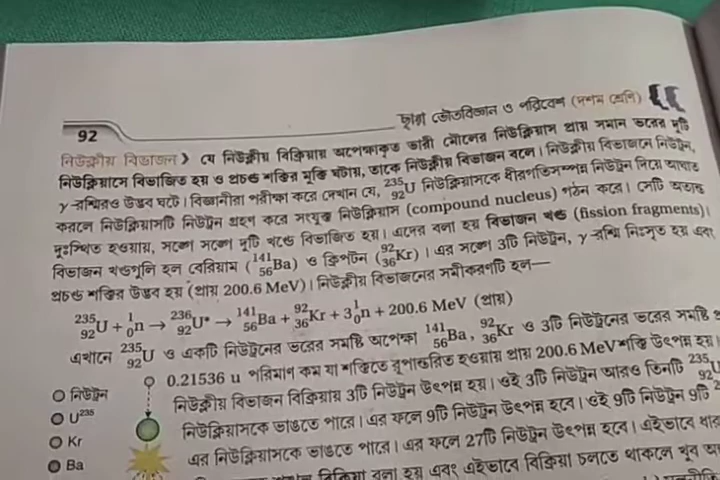 92
ছায়া ভৌতবিজ্ঞান ও পরিবেশ (দশম শ্রেণি)
নিউক্লীয় বিভাজন》 যে নিউক্লীয় বিক্রিয়ায় অপেক্ষাকৃত ভারী মৌলের নিউক্লিয়াস প্রায় সমান ভরের দুটি
নিউক্লিয়াসে বিভাজিত হয় ও প্রচণ্ড শক্তির মুক্তি ঘটায়, তাকে নিউক্লীয় বিভাজন বলে। নিউক্লীয় বিভাজনে নিউট্রন,
γ-রশ্মিরও উদ্ভব ঘটে। বিজ্ঞানীরা পরীক্ষা করে দেখান যে, ²³⁵₉₂U নিউক্লিয়াসকে ধীরগতিসম্পন্ন নিউট্রন দিয়ে আঘাত
করলে নিউক্লিয়াসটি নিউট্রন গ্রহণ করে সংযুক্ত নিউক্লিয়াস (compound nucleus) গঠন করে। সেটি অত্যন্ত
দুঃস্থিত হওয়ায়, সঙ্গে সঙ্গে দুটি খণ্ডে বিভাজিত হয়। এদের বলা হয় বিভাজন খণ্ড (fission fragments)।
বিভাজন খণ্ডগুলি হল বেরিয়াম (¹⁴¹₅₆Ba) ও ক্রিপটন (⁹²₃₆Kr)। এর সঙ্গে 3টি নিউট্রন, γ রশ্মি নিঃসৃত হয় এবং
প্রচণ্ড শক্তির উদ্ভব হয় (প্রায় 200.6 MeV)। নিউক্লীয় বিভাজনের সমীকরণটি হল—
²³⁵₉₂U + ¹₀n → ²³⁶₉₂U* → ¹⁴¹₅₆Ba + ⁹²₃₆Kr + 3¹₀n + 200.6 MeV (প্রায়)
এখানে ²³⁵₉₂U ও একটি নিউট্রনের ভরের সমষ্টি অপেক্ষা ¹⁴¹₅₆Ba, ⁹²₃₆Kr ও 3টি নিউট্রনের ভরের সমষ্টি
0.21536 u পরিমাণ কম যা শক্তিতে রূপান্তরিত হওয়ায় প্রায় 200.6 MeV শক্তি উৎপন্ন হয়।
নিউক্লীয় বিভাজন বিক্রিয়ায় 3টি নিউট্রন উৎপন্ন হয়। ওই 3টি নিউট্রন আরও তিনটি ²³⁵₉₂U
নিউক্লিয়াসকে ভাঙতে পারে। এর ফলে 9টি নিউট্রন উৎপন্ন হবে। ওই 9টি নিউট্রন 9টি
এর নিউক্লিয়াসকে ভাঙতে পারে। এর ফলে 27টি নিউট্রন উৎপন্ন হবে। এইভাবে
বিক্রিয়া বলা হয় এবং এইভাবে বিক্রিয়া চলতে থাকলে খুব
নিউট্রন
U²³⁵
Kr
Ba